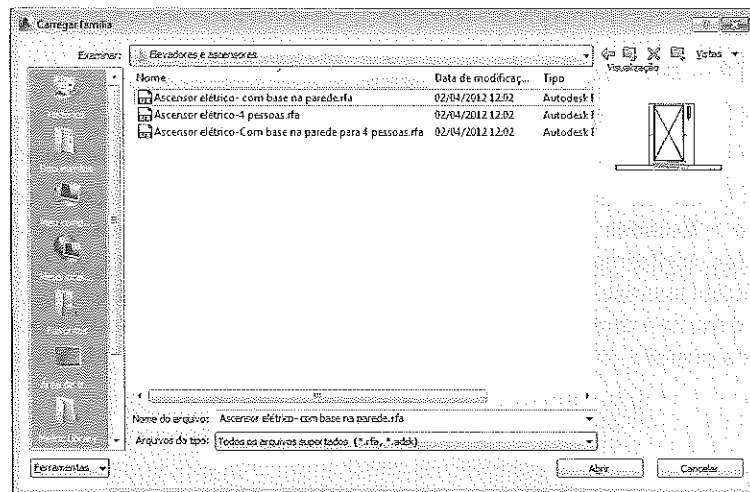 Carregar família
Examinar: Elevadores e ascensores Vistas
Visualização
Nome Data de modificaç... Tipo
Ascensor elétrico- com base na parede.rfa 02/04/2012 12:02 Autodesk F
Ascensor elétrico-4 pessoas.rfa 02/04/2012 12:02 Autodesk F
Ascensor elétrico-Com base na parede para 4 pessoas.rfa 02/04/2012 12:02 Autodesk F
Nome do arquivo: Ascensor elétrico- com base na parede.rfa
Arquivos do tipo: Todos os arquivos suportados (*.rfa, *.adsk)
Ferramentas Abrir Cancelar